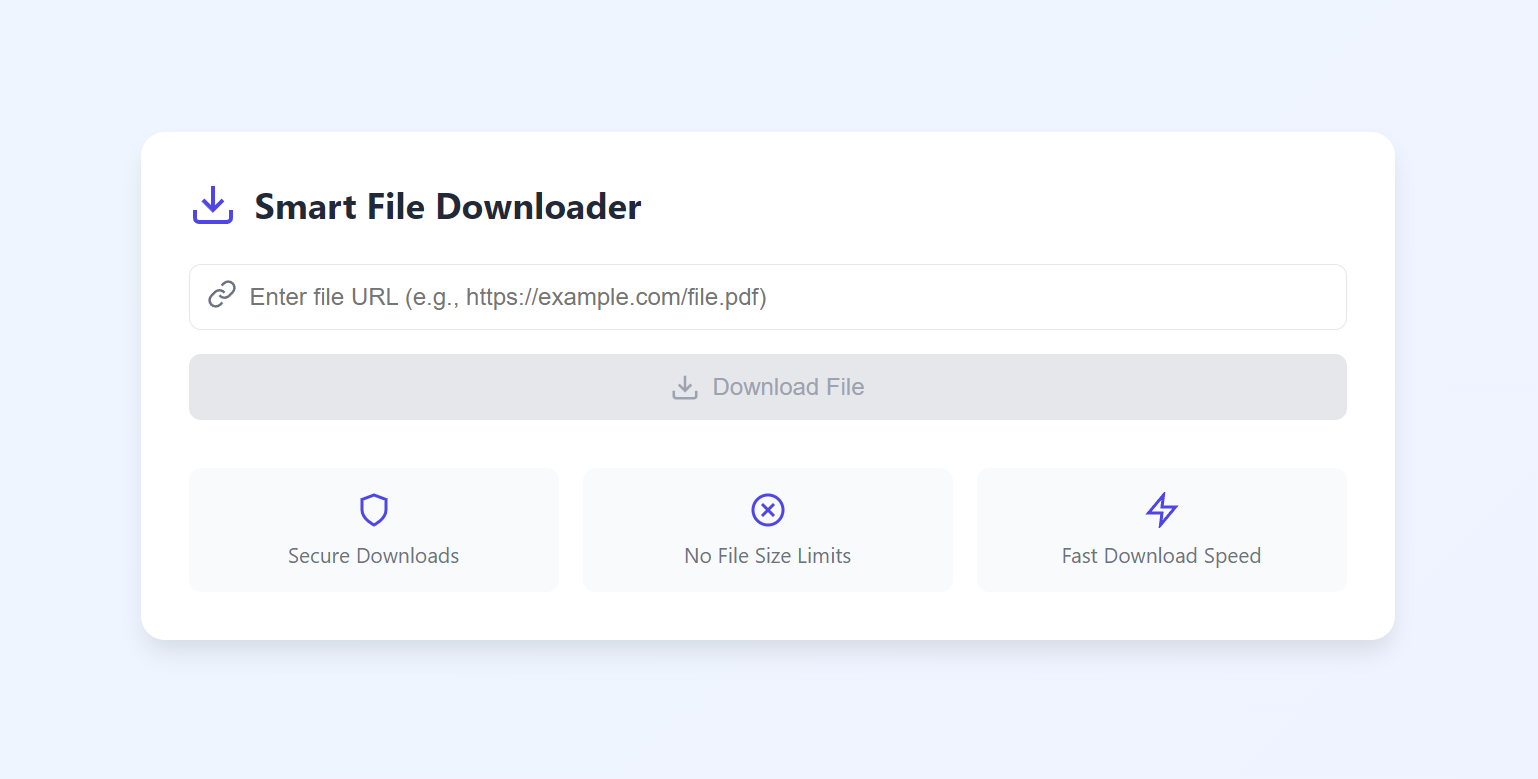 Smart File Downloader
Enter file URL (e.g., https://example.com/file.pdf)
Download File
Secure Downloads
No File Size Limits
Fast Download Speed